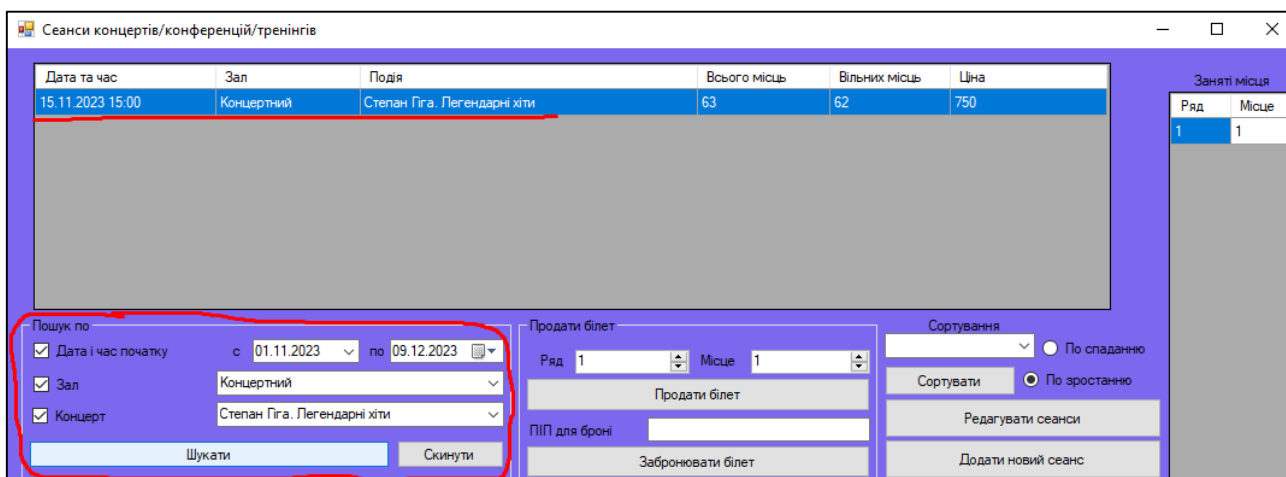 Сеанси концертів/конференцій/тренінгів
Дата та час Зал Подія Всього місць Вільних місць Ціна
15.11.2023 15:00 Концертний Степан Гіга. Легендарні хіти 63 62 750
Заняті місця
Ряд Місце
1 1
Пошук по
Дата і час початку с 01.11.2023 по 09.12.2023
Зал Концертний
Концерт Степан Гіга. Легендарні хіти
Шукати Скинути
Продати білет
Ряд 1 Місце 1
Продати білет
ПІП для броні
Забронювати білет
Сортування
По спаданню
Сортувати По зростанню
Редагувати сеанси
Додати новий сеанс